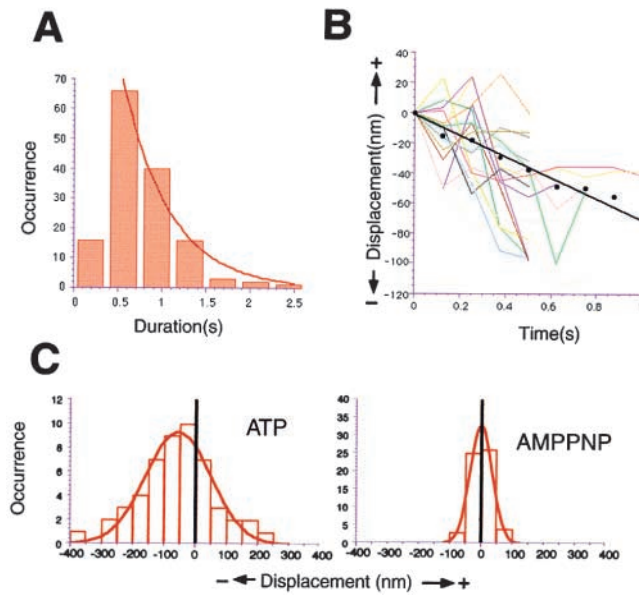 A
70
60
50
40
30
20
10
0
Occurrence
0 0.5 1 1.5 2.0 2.5
Duration(s)
B
40
20
0
-20
-40
-60
-80
-100
-120
+
Displacement(nm)
-
0 0.2 0.4 0.6 0.8
Time(s)
C
12
10
8
6
4
2
0
Occurrence
ATP
-400 -300 -200 -100 0 100 200 300 400
40
35
30
25
20
15
10
5
0
AMPPNP
-400 -300 -200 -100 0 100 200 300 400
- Displacement (nm) +